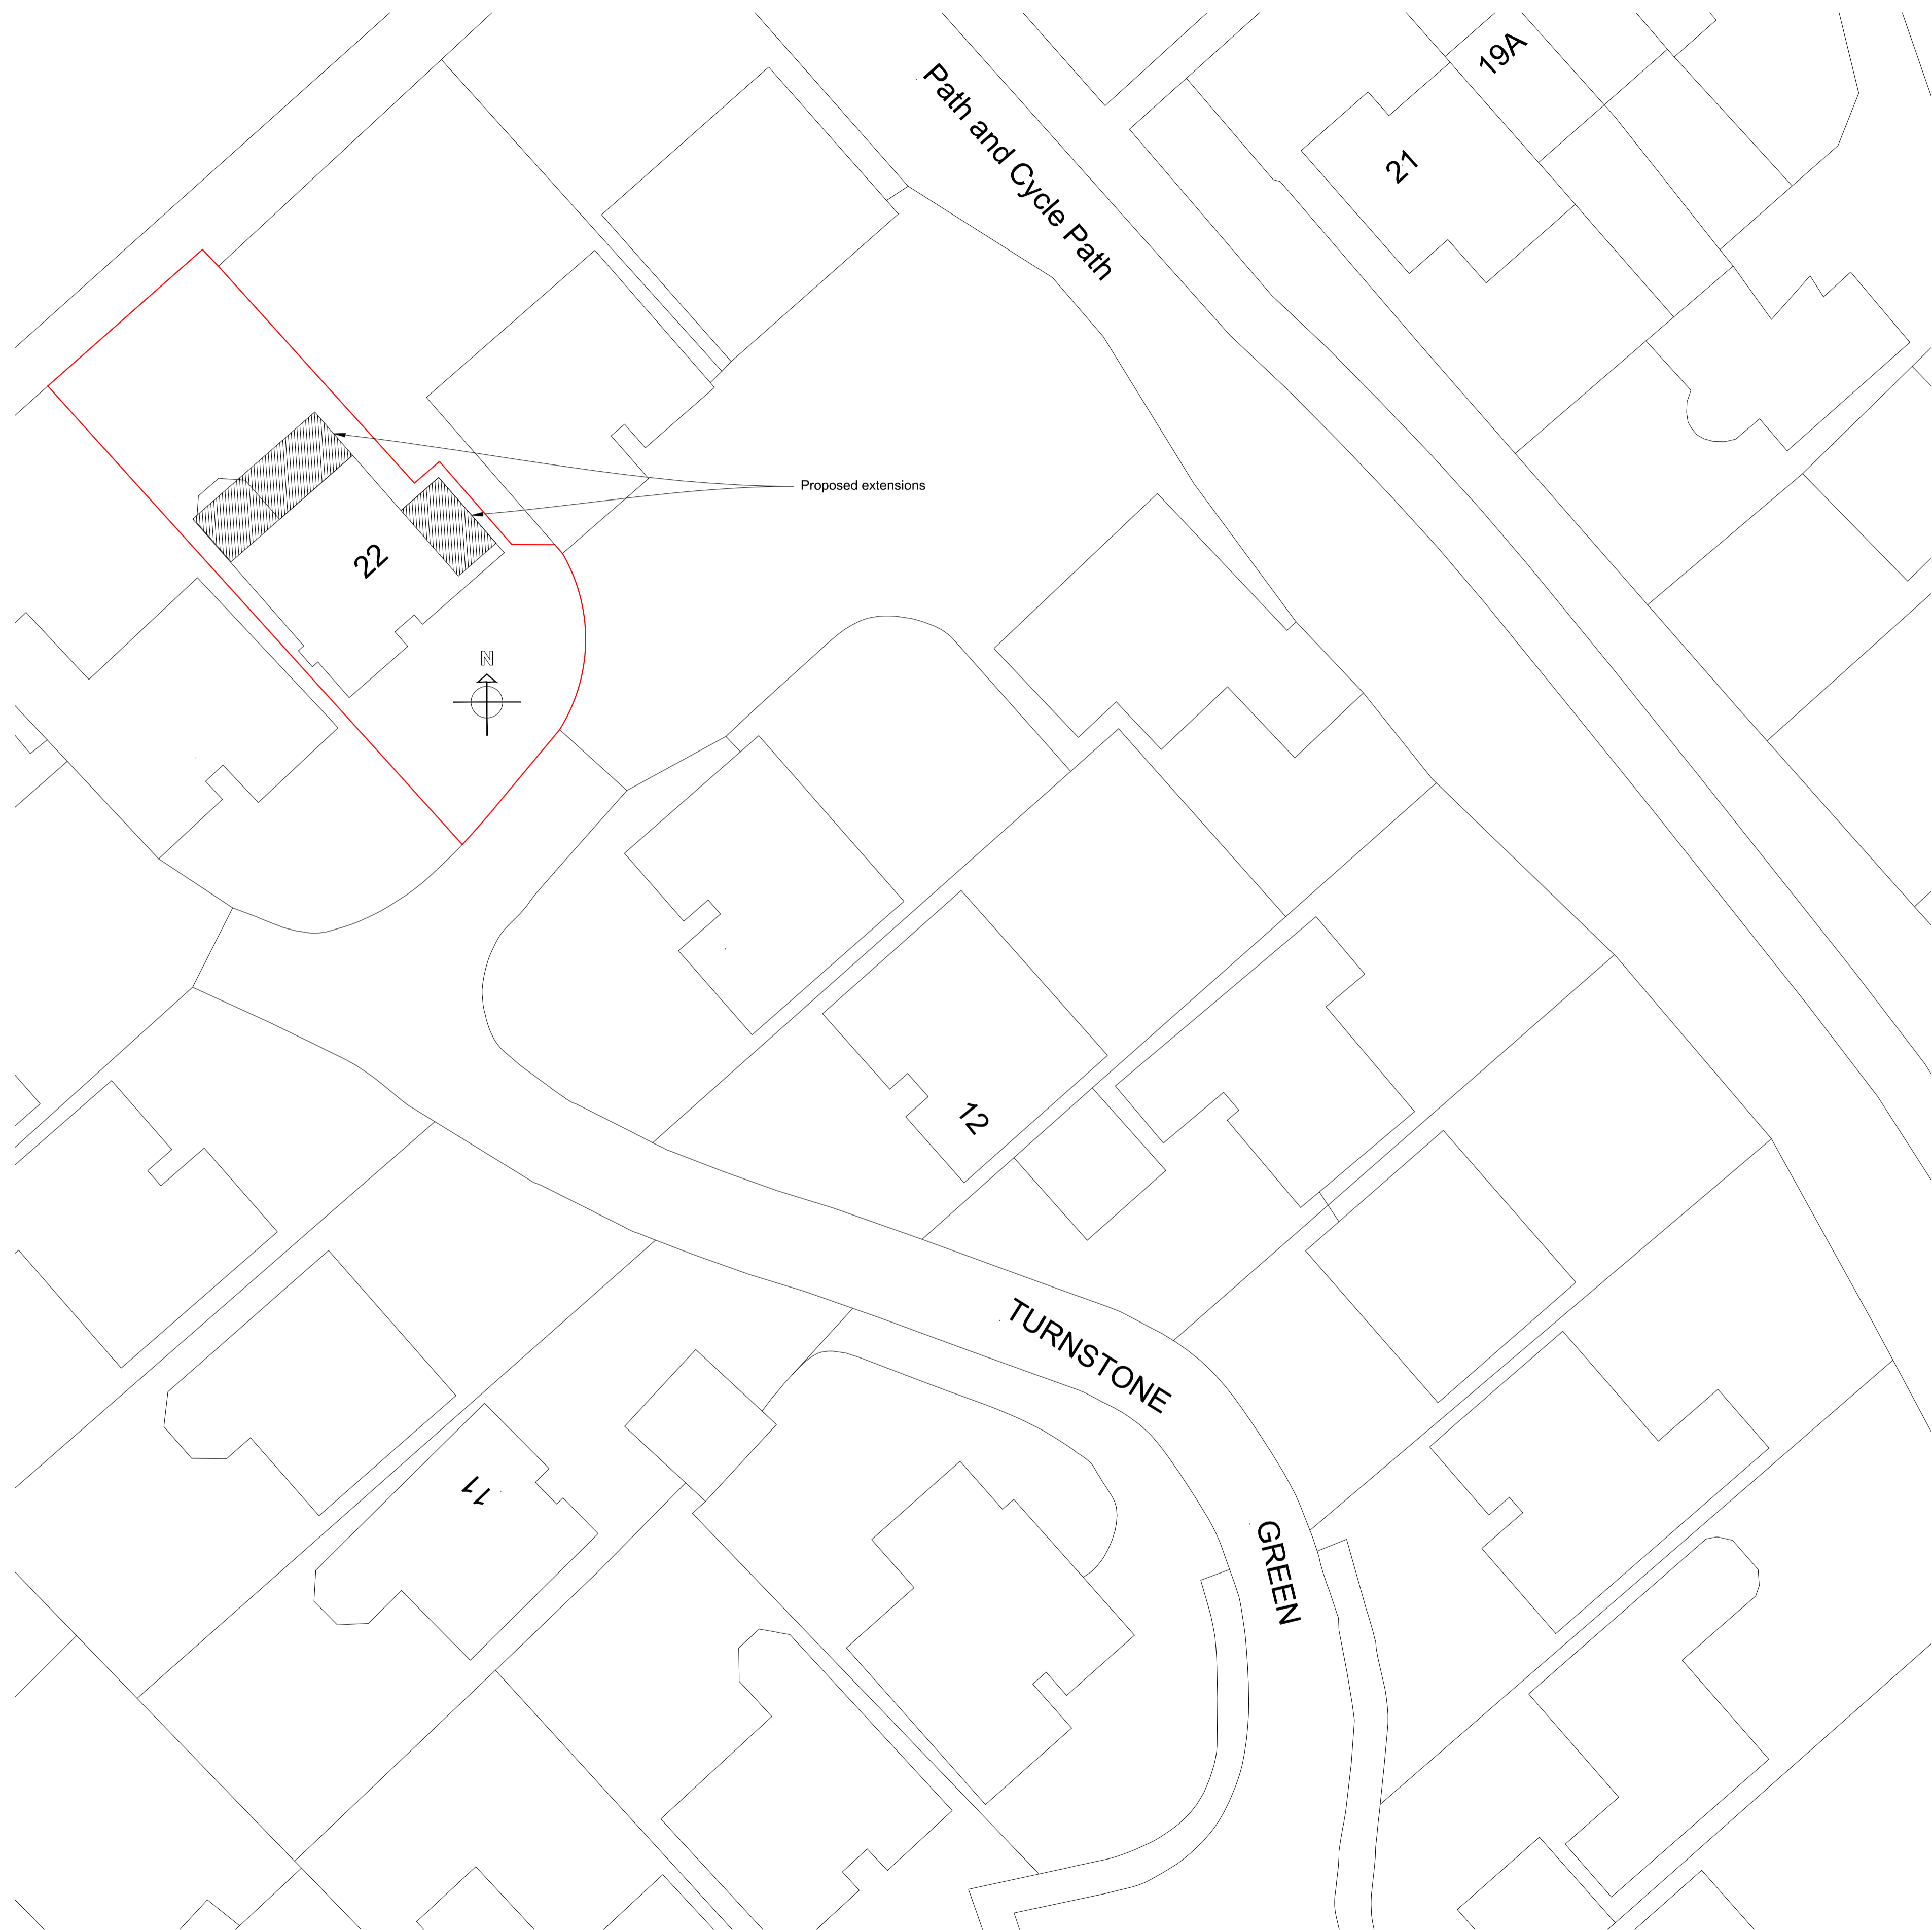 19A
Path and Cycle Path
21
Proposed extensions
22
N
12
TURNSTONE
GREEN
11